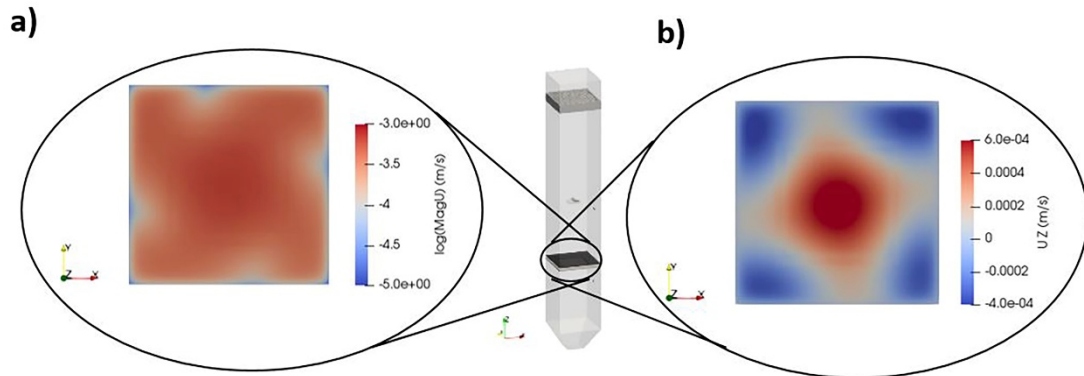 a)
b)
-3.0e+00
-3.5
-4
-4.5
-5.0e+00
log(MagU) (m/s)
Y
Z
X
6.0e-04
0.0004
0.0002
0
-0.0002
-4.0e-04
U Z (m/s)
Y
Z
X
Z